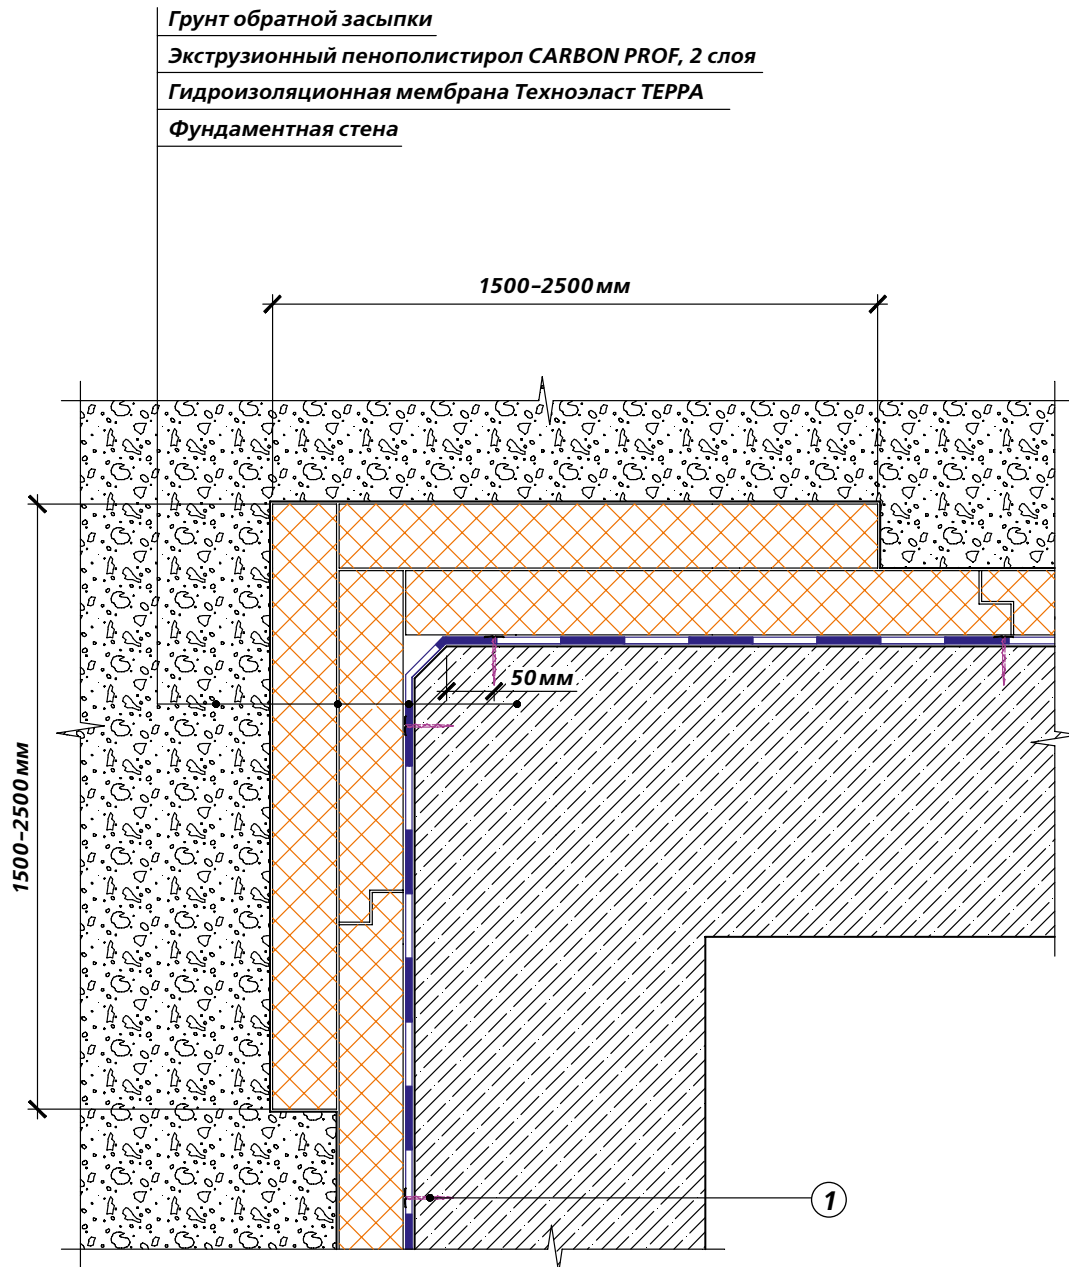 Грунт обратной засыпки
Экструзионный пенополистирол CARBON PROF, 2 слоя
Гидроизоляционная мембрана Техноэласт ТЕРРА
Фундаментная стена
1500–2500 мм
50 мм
1500–2500 мм
1